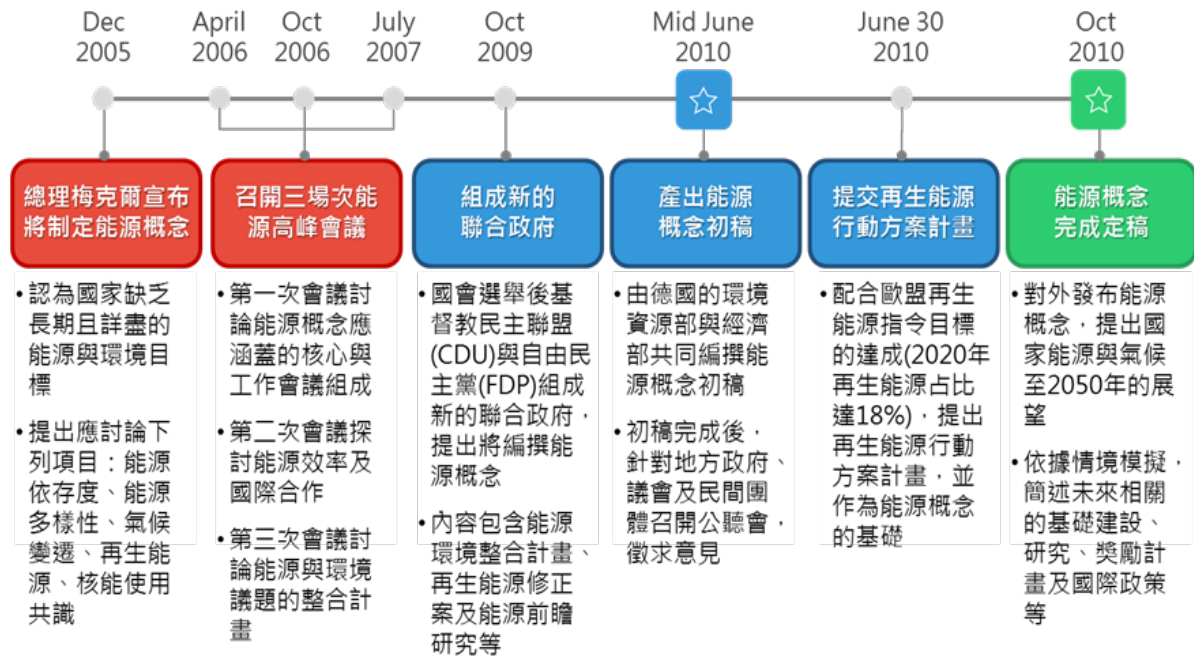 Dec
2005
April
2006
Oct
2006
July
2007
Oct
2009
Mid June
2010
June 30
2010
Oct
2010
總理梅克爾宣布
將制定能源概念
• 認為國家缺乏
長期且詳盡的
能源與環境目
標
• 提出應討論下
列項目：能源
依存度、能源
多樣性、氣候
變遷、再生能
源、核能使用
共識
召開三場次能
源高峰會議
• 第一次會議討
論能源概念應
涵蓋的核心與
工作會議組成
• 第二次會議探
討能源效率及
國際合作
• 第三次會議討
論能源與環境
議題的整合計
畫
組成新的
聯合政府
• 國會選舉後基
督教民主聯盟
(CDU)與自由民
主黨(FDP)組成
新的聯合政府，
提出將編撰能
源概念
• 內容包含能源
環境整合計畫、
再生能源修正
案及能源前瞻
研究等
產出能源
概念初稿
• 由德國的環境
資源部與經濟
部共同編撰能
源概念初稿
• 初稿完成後，
針對地方政府、
議會及民間團
體召開公聽會，
徵求意見
提交再生能源
行動方案計畫
• 配合歐盟再生
能源指令目標
的達成(2020年
再生能源占比
達18%)，提出
再生能源行動
方案計畫，並
作為能源概念
的基礎
能源概念
完成定稿
• 對外發布能源
概念，提出國
家能源與氣候
至2050年的展
望
• 依據情境模擬，
簡述未來相關
的基礎建設、
研究、獎勵計
畫及國際政策
等